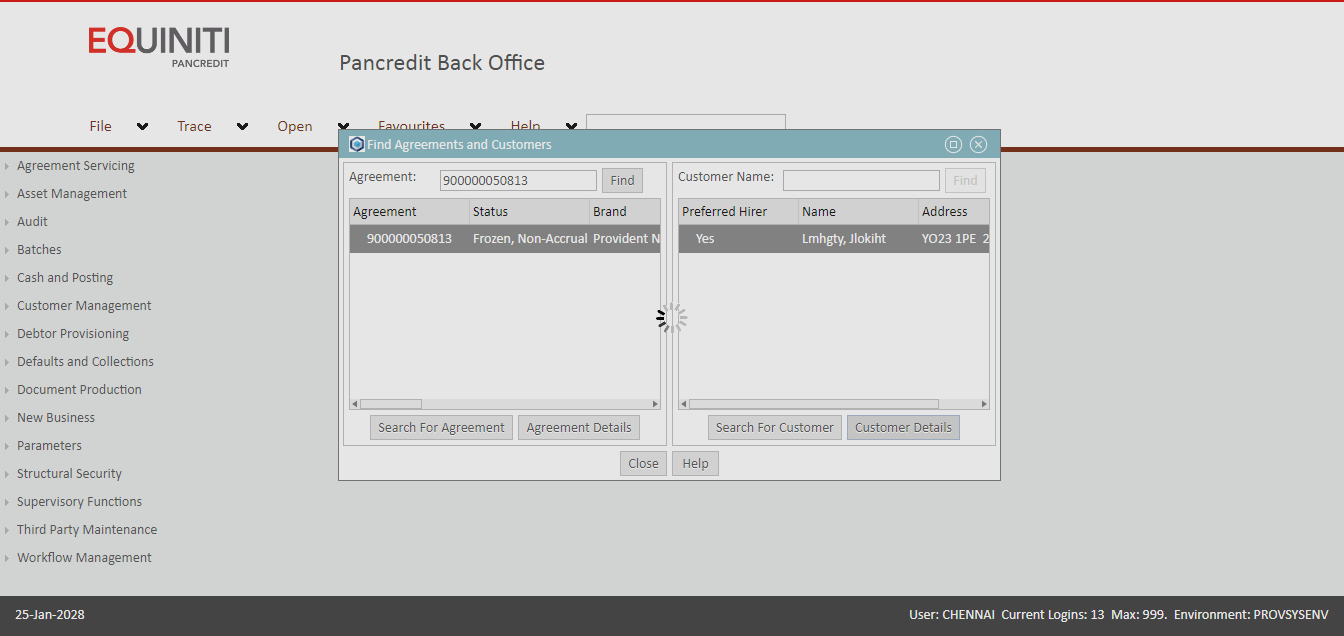 EQUINITI
PANCREDIT
Pancredit Back Office
File Trace Open Favourites Help
Find Agreements and Customers
Agreement: 900000050813 Find
Customer Name: Find
Agreement Status Brand
900000050813 Frozen, Non-Accrual Provident N
Preferred Hirer Name Address
Yes Lmhgty, Jlokiht YO23 1PE 2
Search For Agreement Agreement Details
Search For Customer Customer Details
Close Help
Agreement Servicing
Asset Management
Audit
Batches
Cash and Posting
Customer Management
Debtor Provisioning
Defaults and Collections
Document Production
New Business
Parameters
Structural Security
Supervisory Functions
Third Party Maintenance
Workflow Management
25-Jan-2028
User: CHENNAI Current Logins: 13 Max: 999. Environment: PROVSYSENV